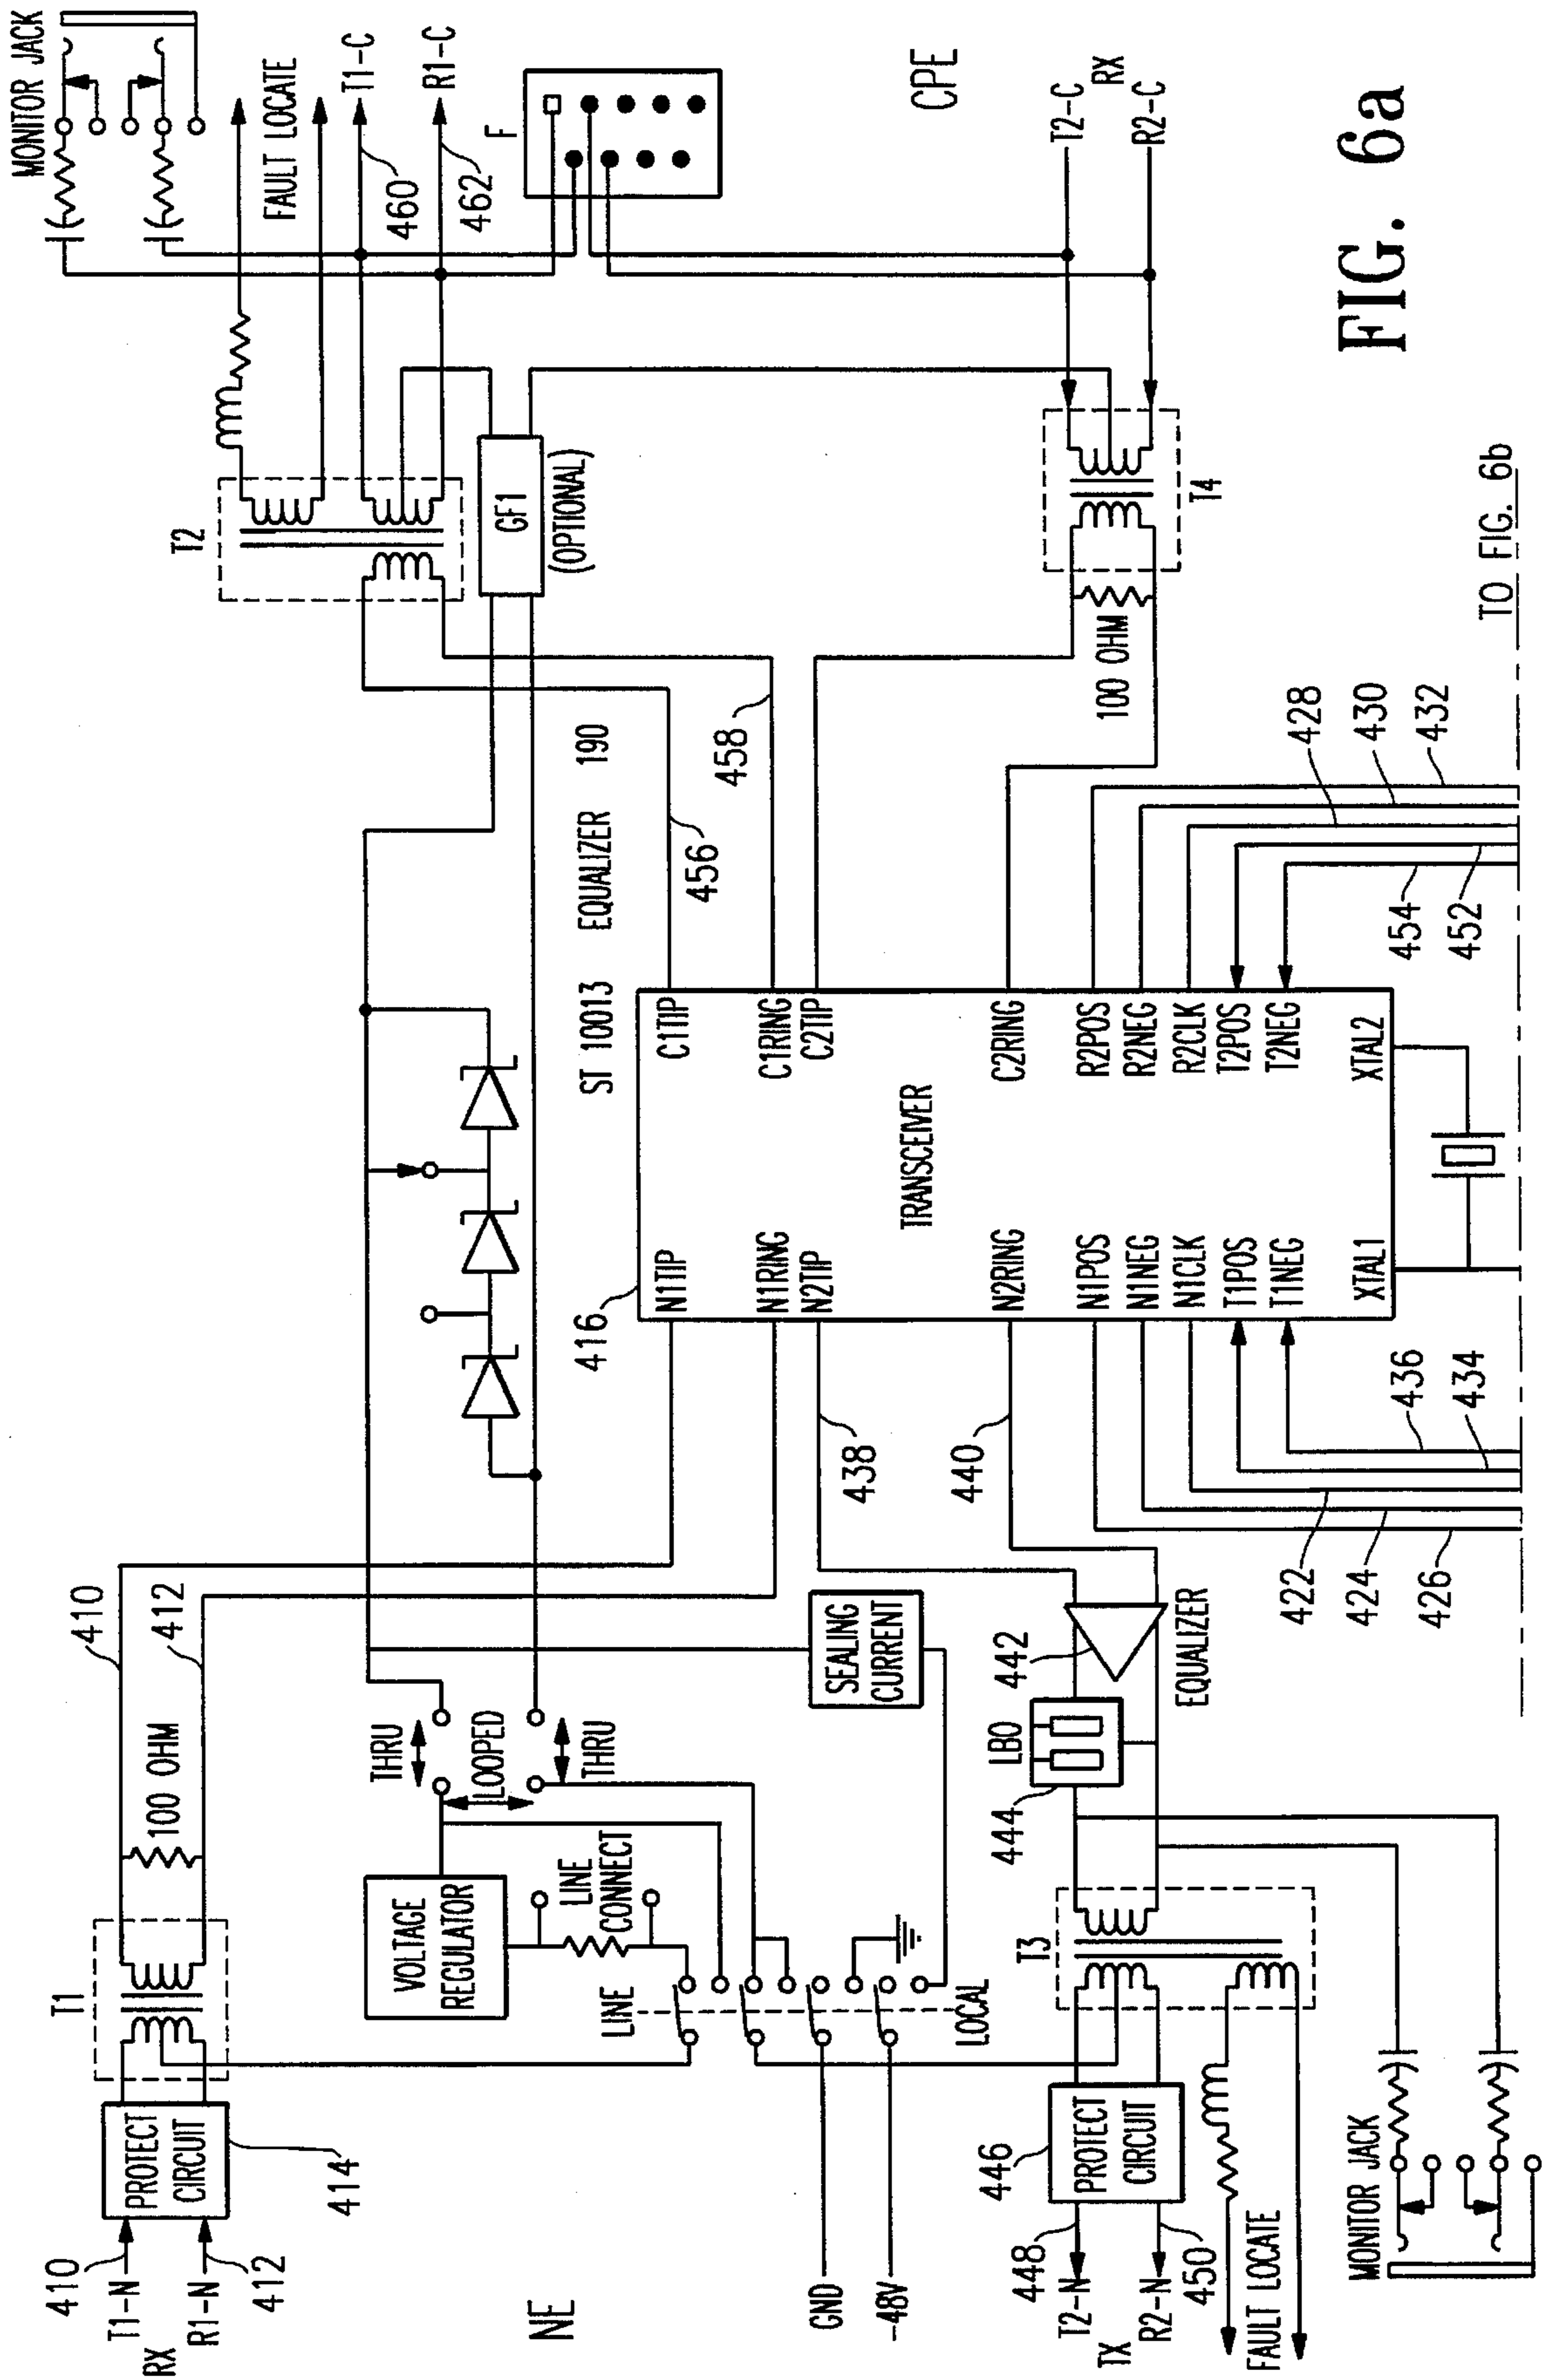 MONITOR JACK
FAULT LOCATE
T1-C
R1-C
460
462
F
CPE
T2-C
RX
R2-C
FIG. 6a
T2
GF1
(OPTIONAL)
T4
100 OHM
TO FIG. 6b
ST 10013 EQUALIZER 190
456
458
428
430
432
454
452
416
TRANSCEIVER
C1TIP
C1RING
C2TIP
C2RING
R2POS
R2NEG
R2CLK
T2POS
T2NEG
XTAL2
N1TIP
N1RING
N2TIP
N2RING
N1POS
N1NEG
N1CLK
T1POS
T1NEG
XTAL1
438
440
436
434
422
424
426
410
412
100 OHM
T1
THRU
LOOPED
THRU
SEALING
CURRENT
442
EQUALIZER
LBO
444
VOLTAGE
REGULATOR
LINE
CONNECT
LINE
LOCAL
T3
PROTECT
CIRCUIT
414
410
T1-N
RX
R1-N
412
NE
GND
-48V
446
PROTECT
CIRCUIT
448
T2-N
TX
R2-N
450
FAULT LOCATE
MONITOR JACK